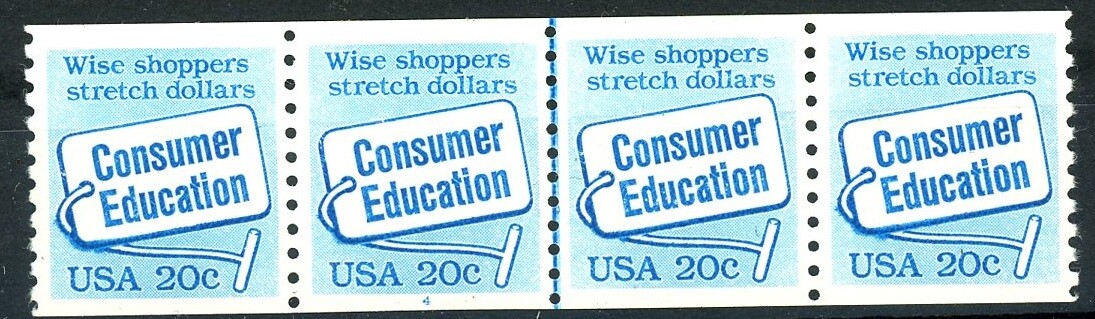 Wise shoppers
stretch dollars
Consumer
Education
USA 20c
Wise shoppers
stretch dollars
Consumer
Education
USA 20c
4
Wise shoppers
stretch dollars
Consumer
Education
USA 20c
Wise shoppers
stretch dollars
Consumer
Education
USA 20c